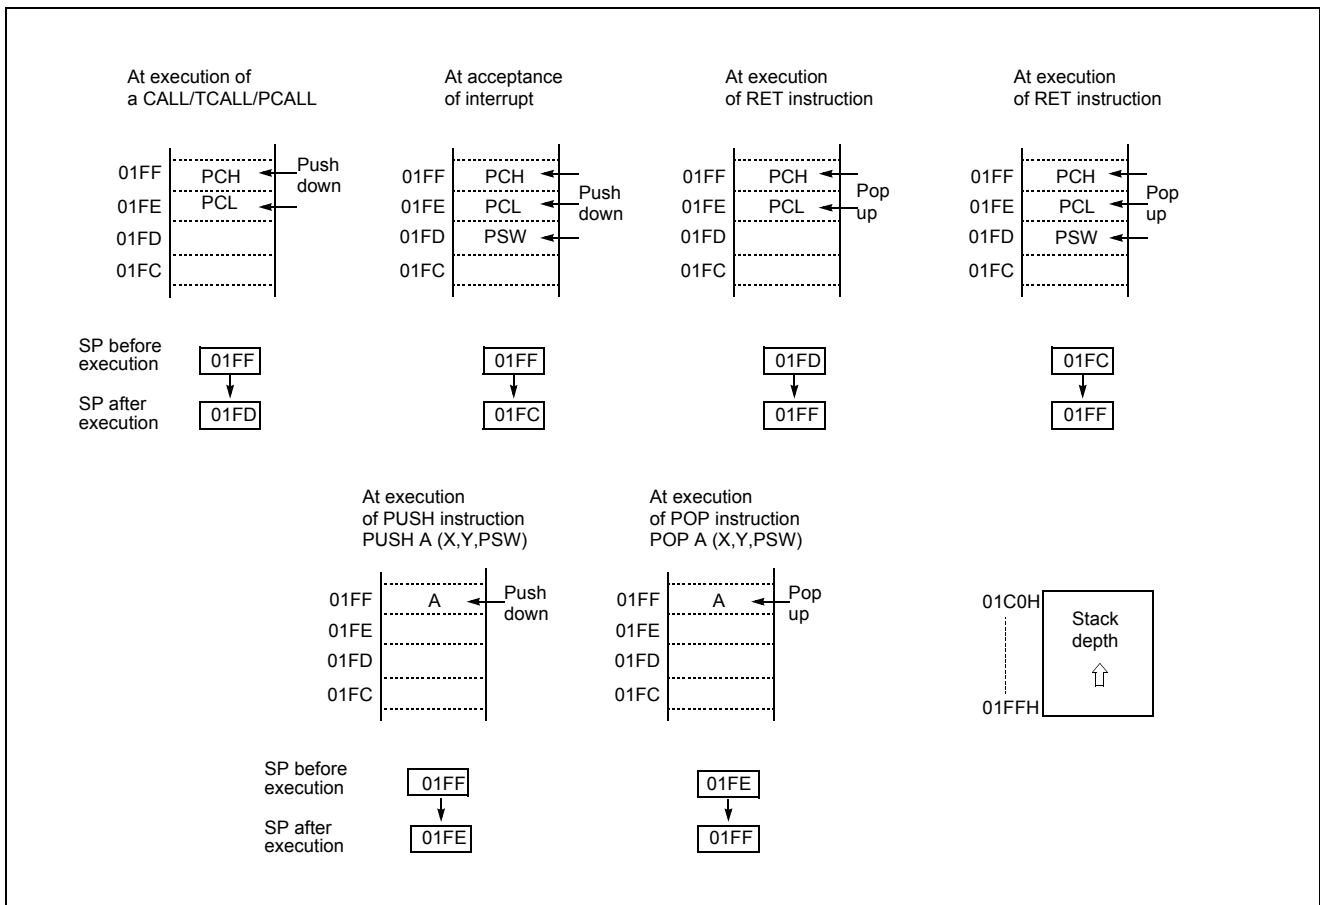 At execution of
a CALL/TCALL/PCALL
01FF
PCH
Push
down
01FE
PCL
01FD
01FC
At acceptance
of interrupt
01FF
PCH
Push
down
01FE
PCL
01FD
PSW
01FC
At execution
of RET instruction
01FF
PCH
Pop
up
01FE
PCL
01FD
01FC
At execution
of RET instruction
01FF
PCH
Pop
up
01FE
PCL
01FD
PSW
01FC
SP before
execution
01FF
01FF
01FD
01FC
SP after
execution
01FD
01FC
01FF
01FF
At execution
of PUSH instruction
PUSH A (X,Y,PSW)
01FF
A
Push
down
01FE
01FD
01FC
At execution
of POP instruction
POP A (X,Y,PSW)
01FF
A
Pop
up
01FE
01FD
01FC
01C0H
Stack
depth
01FFH
SP before
execution
01FF
01FE
SP after
execution
01FE
01FF